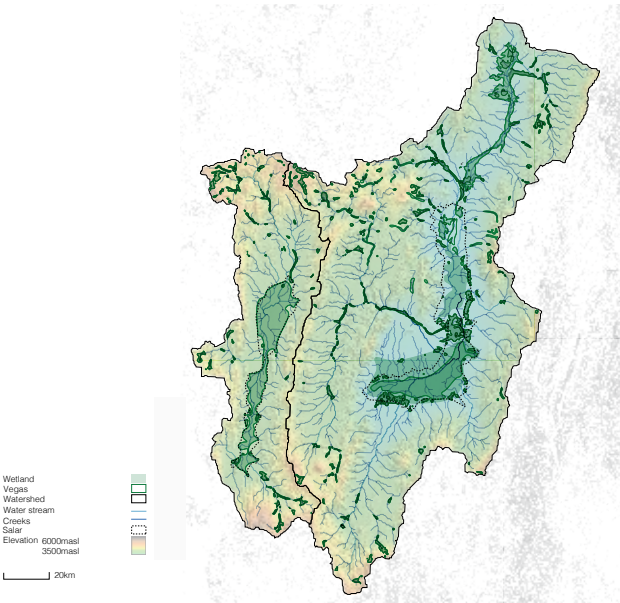 Wetland
Vegas
Watershed
Water stream
Creeks
Salar
Elevation 6000masl
3500masl
20km